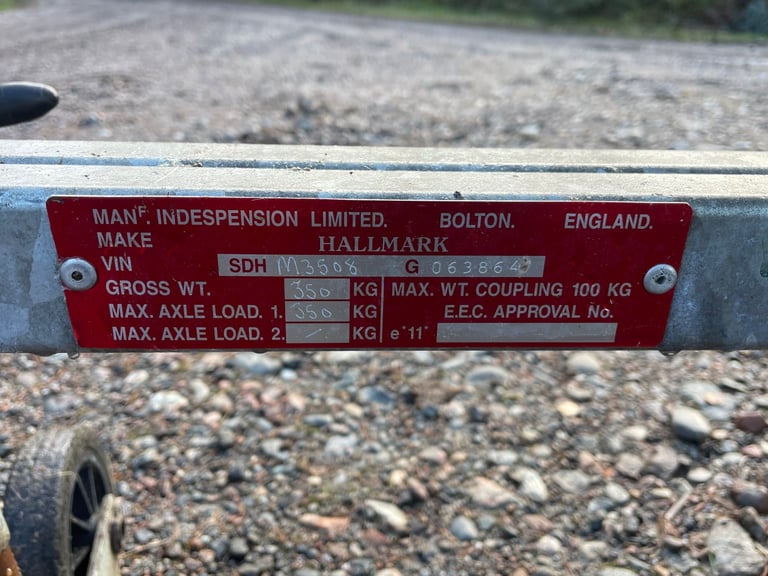 MANF. INDESPENSION LIMITED. BOLTON. ENGLAND.
MAKE HALLMARK
VIN SDH M3508 G 063864
GROSS WT. 350 KG MAX. WT. COUPLING 100 KG
MAX. AXLE LOAD. 1. 350 KG E.E.C. APPROVAL No.
MAX. AXLE LOAD. 2. / KG e*11*